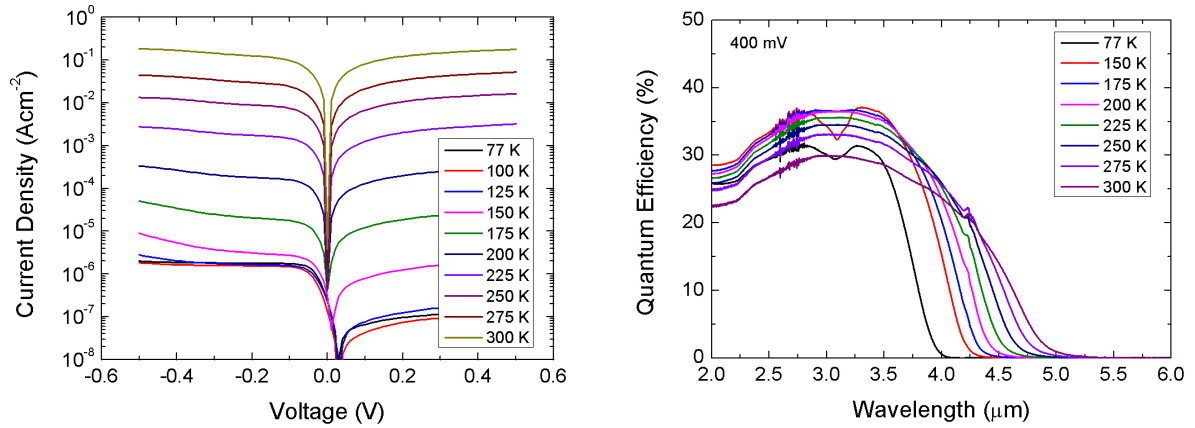 10^0
10^-1
10^-2
10^-3
10^-4
10^-5
10^-6
10^-7
10^-8
Current Density (Acm^-2)
-0.6 -0.4 -0.2 0.0 0.2 0.4 0.6
Voltage (V)
77 K
100 K
125 K
150 K
175 K
200 K
225 K
250 K
275 K
300 K
50
40
30
20
10
0
Quantum Efficiency (%)
400 mV
2.0 2.5 3.0 3.5 4.0 4.5 5.0 5.5 6.0
Wavelength (μm)
77 K
150 K
175 K
200 K
225 K
250 K
275 K
300 K